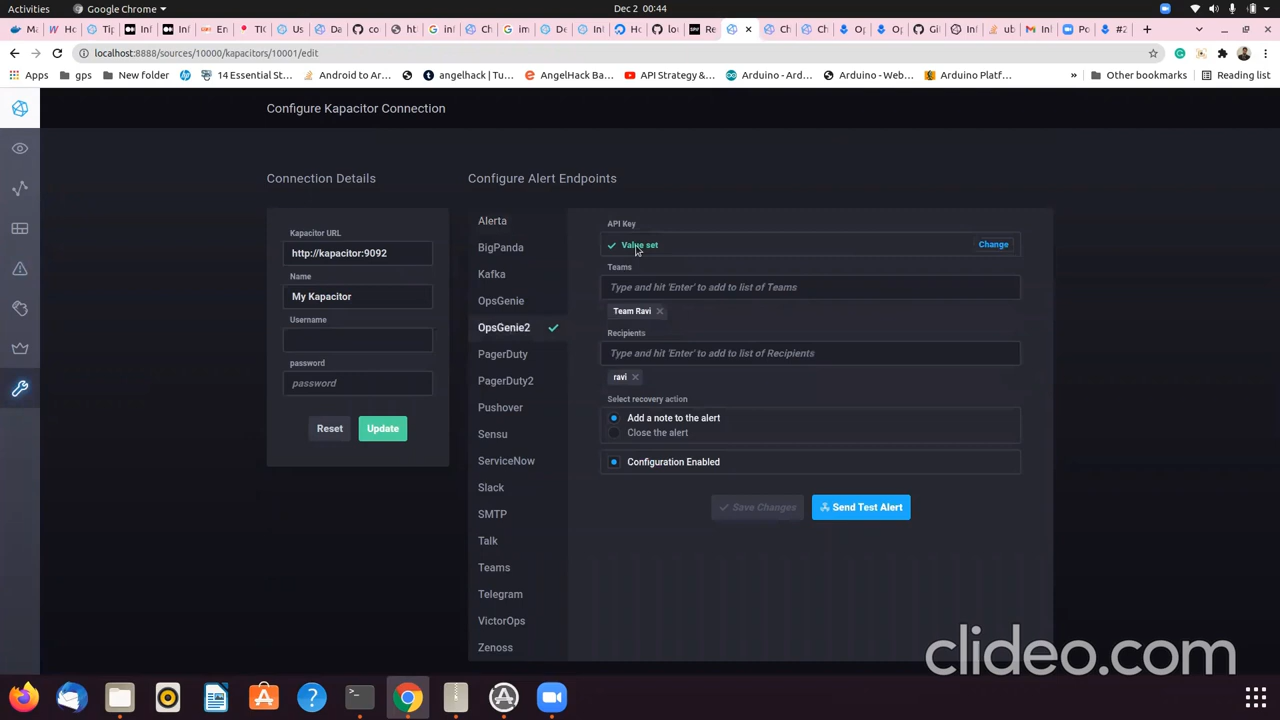 Activities
Google Chrome
Dec 2 00:44
localhost:8888/sources/10000/kapacitors/10001/edit
Apps
gps
New folder
14 Essential St...
Android to Ar...
angelhack | Tu...
AngelHack Ba...
API Strategy &...
Arduino - Ard...
Arduino - Web...
Arduino Platf...
»
Other bookmarks
Reading list
Configure Kapacitor Connection
Connection Details
Configure Alert Endpoints
Kapacitor URL
http://kapacitor:9092
Name
My Kapacitor
Username
password
password
Reset
Update
Alerta
BigPanda
Kafka
OpsGenie
OpsGenie2
PagerDuty
PagerDuty2
Pushover
Sensu
ServiceNow
Slack
SMTP
Talk
Teams
Telegram
VictorOps
Zenoss
API Key
Value set
Change
Teams
Type and hit 'Enter' to add to list of Teams
Team Ravi
Recipients
Type and hit 'Enter' to add to list of Recipients
ravi
Select recovery action
Add a note to the alert
Close the alert
Configuration Enabled
Save Changes
Send Test Alert
clideo.com